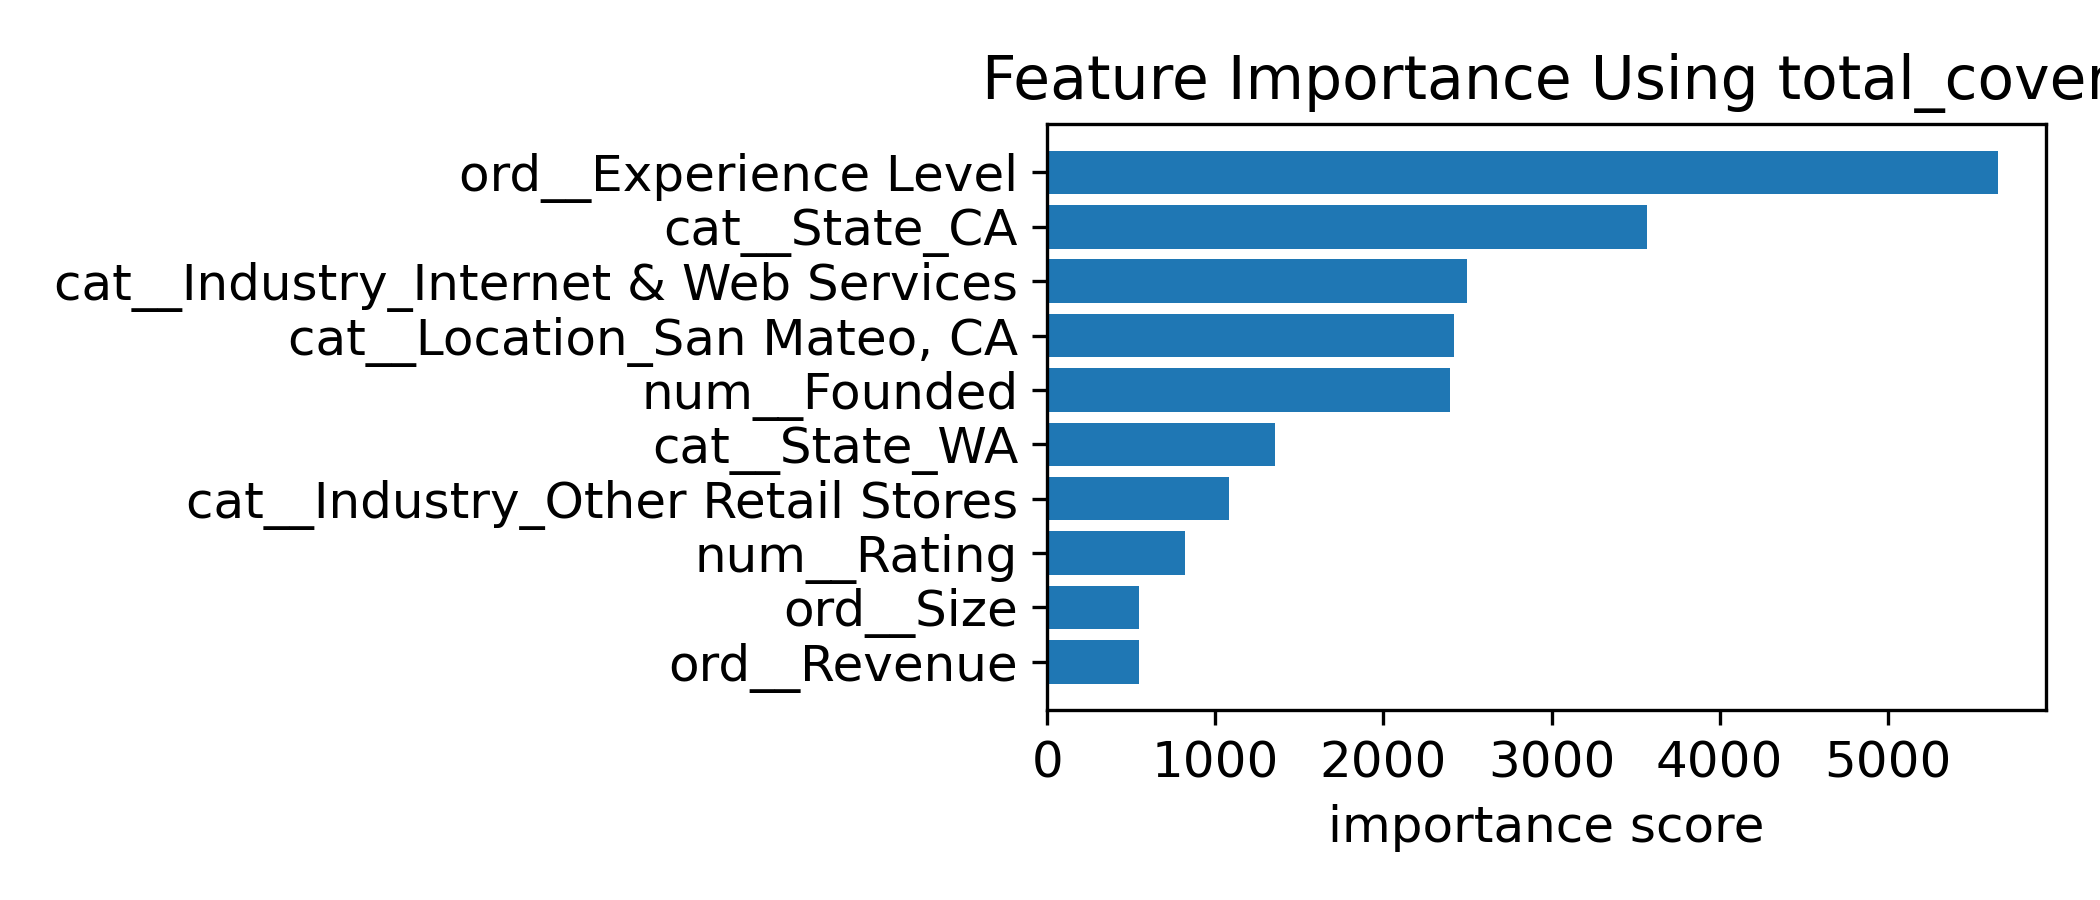 Feature Importance Using total_cover
ord__Experience Level
cat__State_CA
cat__Industry_Internet & Web Services
cat__Location_San Mateo, CA
num__Founded
cat__State_WA
cat__Industry_Other Retail Stores
num__Rating
ord__Size
ord__Revenue
0 1000 2000 3000 4000 5000
importance score